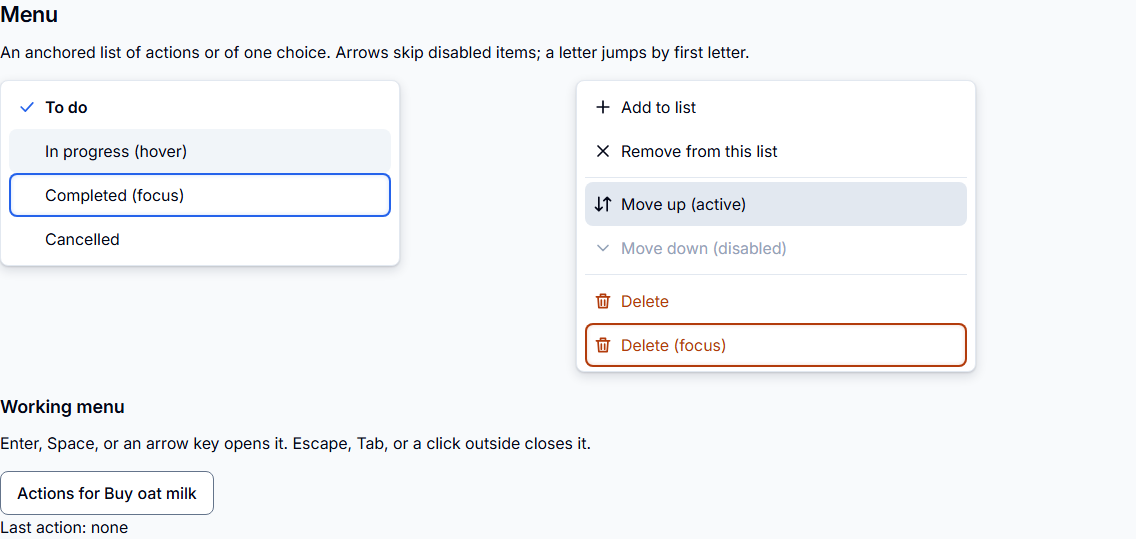 Menu
An anchored list of actions or of one choice. Arrows skip disabled items; a letter jumps by first letter.
To do
In progress (hover)
Completed (focus)
Cancelled
Add to list
Remove from this list
Move up (active)
Move down (disabled)
Delete
Delete (focus)
Working menu
Enter, Space, or an arrow key opens it. Escape, Tab, or a click outside closes it.
Actions for Buy oat milk
Last action: none